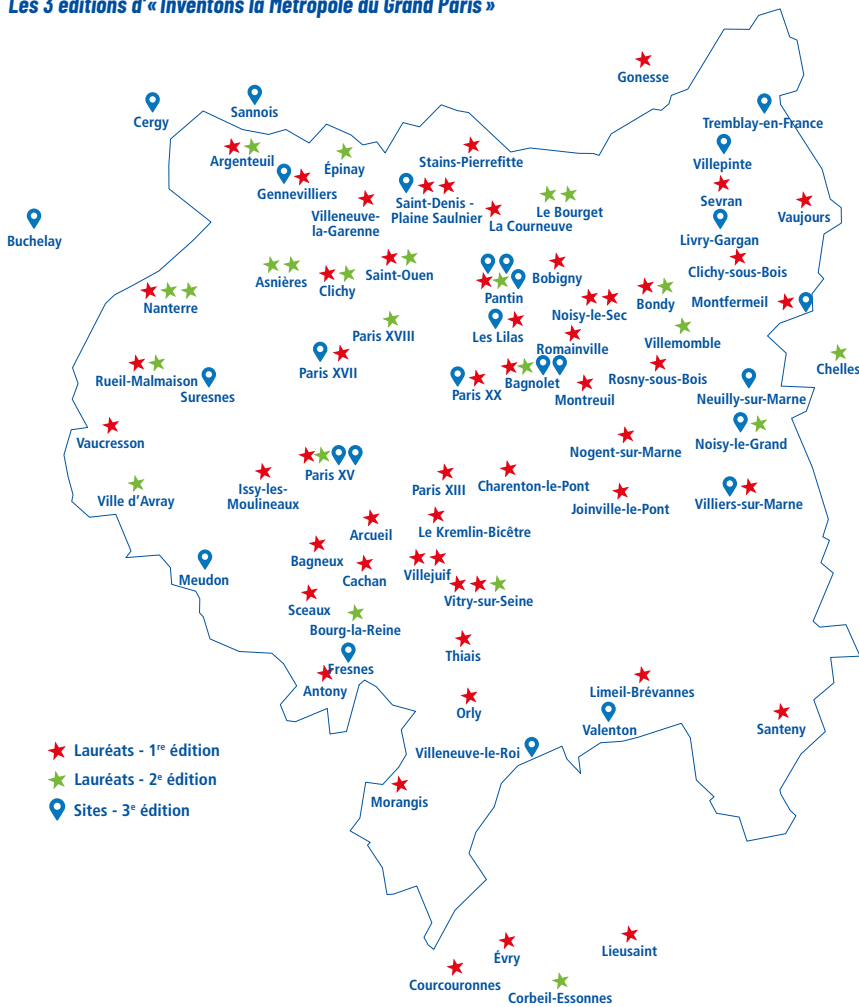 Les 3 éditions d'« Inventons la Métropole du Grand Paris »
Gonesse
Cergy
Sannois
Tremblay-en-France
Argenteuil
Épinay
Stains-Pierrefitte
Villepinte
Gennevilliers
Sevran
Villeneuve-
la-Garenne
Saint-Denis -
Plaine Saulnier
La Courneuve
Le Bourget
Vaujours
Buchelay
Livry-Gargan
Asnières
Clichy
Saint-Ouen
Bobigny
Clichy-sous-Bois
Nanterre
Pantin
Noisy-le-Sec
Bondy
Montfermeil
Paris XVIII
Les Lilas
Romainville
Villemomble
Chelles
Paris XVII
Rueil-Malmaison
Suresnes
Paris XX
Bagnolet
Montreuil
Rosny-sous-Bois
Neuilly-sur-Marne
Vaucresson
Nogent-sur-Marne
Noisy-le-Grand
Ville d'Avray
Issy-les-
Moulineaux
Paris XV
Paris XIII
Charenton-le-Pont
Joinville-le-Pont
Villiers-sur-Marne
Arcueil
Le Kremlin-Bicêtre
Bagneux
Cachan
Villejuif
Meudon
Vitry-sur-Seine
Sceaux
Bourg-la-Reine
Thiais
Fresnes
Antony
Limeil-Brévannes
Orly
Valenton
Santeny
Villeneuve-le-Roi
Lauréats - 1re édition
Lauréats - 2e édition
Sites - 3e édition
Morangis
Évry
Lieusaint
Courcouronnes
Corbeil-Essonnes